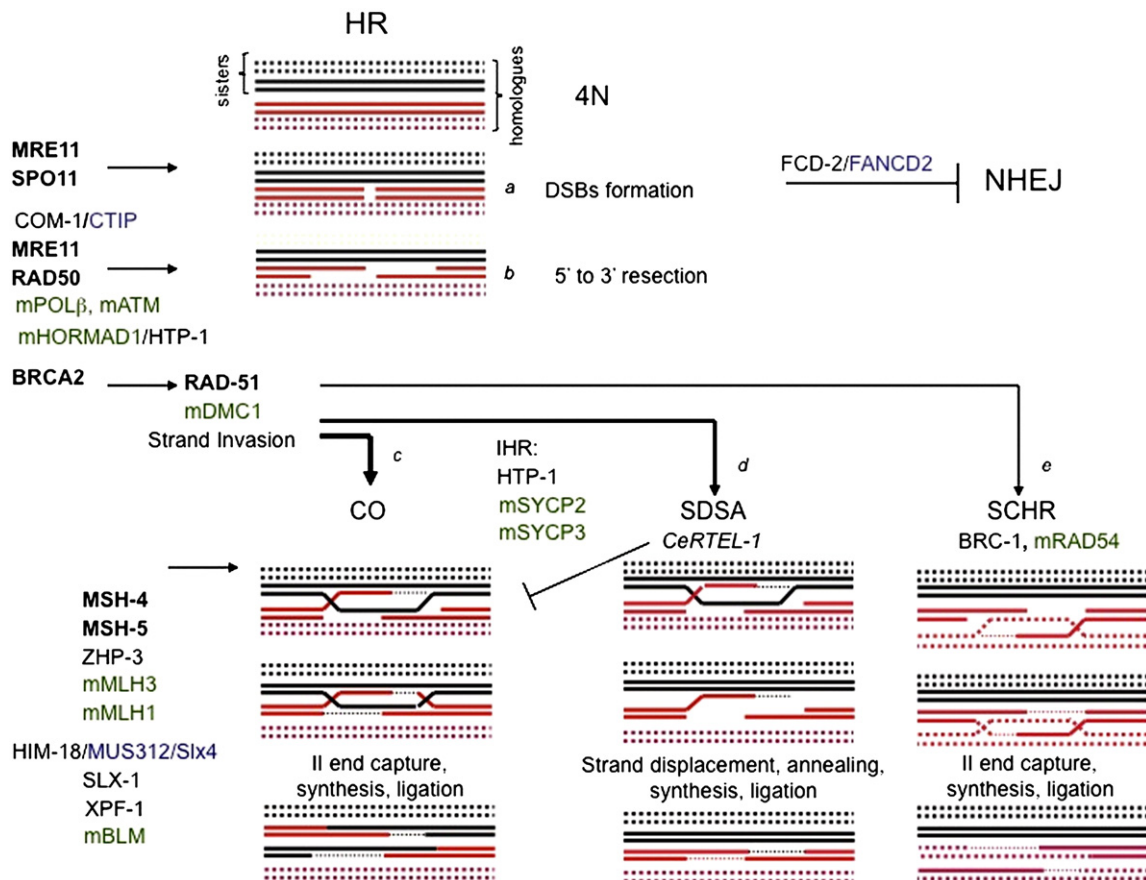 HR
sisters
homologues
4N
MRE11
SPO11
a
DSBs formation
FCD-2/FANCD2
NHEJ
COM-1/CTIP
MRE11
RAD50
mPOLβ, mATM
mHORMAD1/HTP-1
b
5' to 3' resection
BRCA2
RAD-51
mDMC1
Strand Invasion
c
IHR:
HTP-1
mSYCP2
mSYCP3
d
e
CO
SDSA
CeRTEL-1
SCHR
BRC-1, mRAD54
MSH-4
MSH-5
ZHP-3
mMLH3
mMLH1
HIM-18/MUS312/Slx4
SLX-1
XPF-1
mBLM
II end capture,
synthesis, ligation
Strand displacement, annealing,
synthesis, ligation
II end capture,
synthesis, ligation